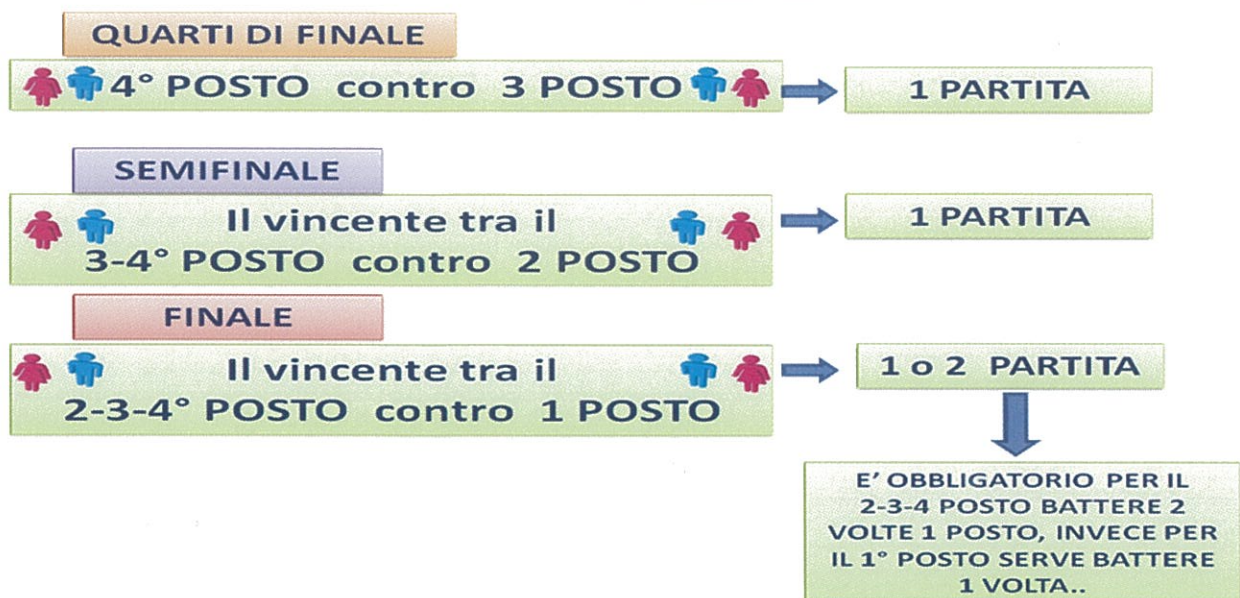 QUARTI DI FINALE
4° POSTO contro 3 POSTO
1 PARTITA
SEMIFINALE
Il vincente tra il
3-4° POSTO contro 2 POSTO
1 PARTITA
FINALE
Il vincente tra il
2-3-4° POSTO contro 1 POSTO
1 o 2 PARTITA
E' OBBLIGATORIO PER IL
2-3-4 POSTO BATTERE 2
VOLTE 1 POSTO, INVECE PER
IL 1° POSTO SERVE BATTERE
1 VOLTA..